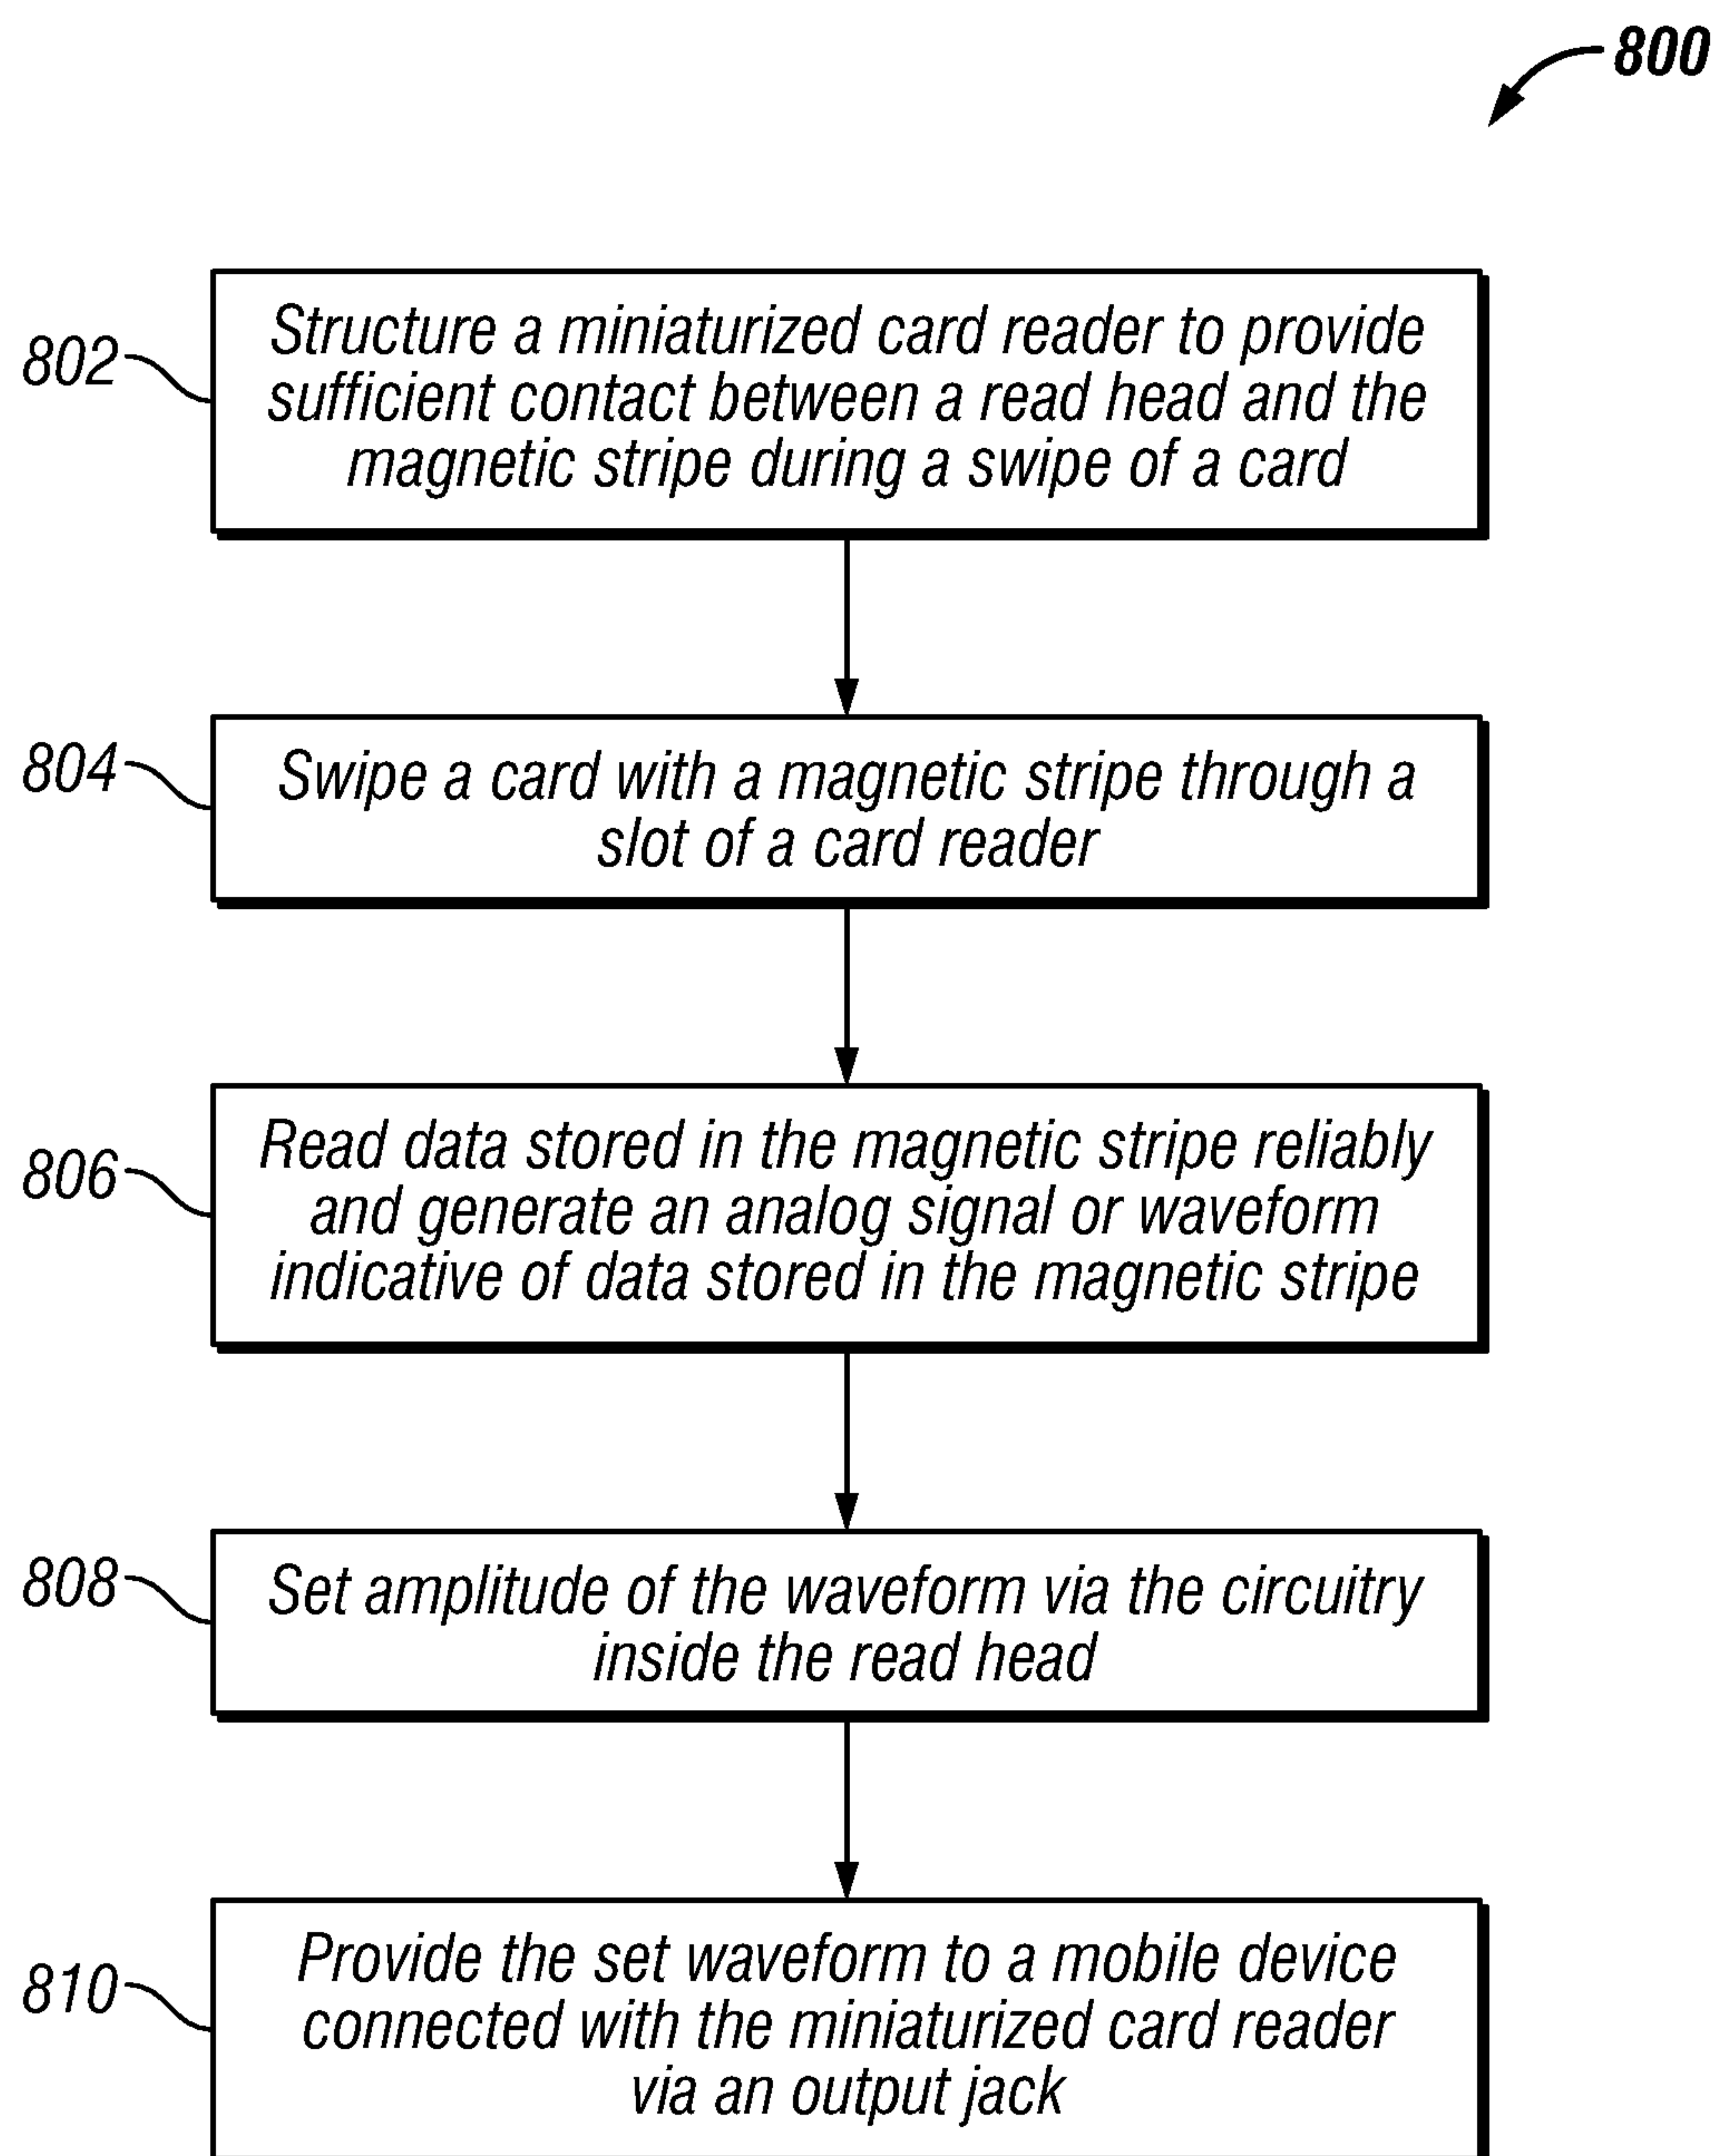 800
802
Structure a miniaturized card reader to provide
sufficient contact between a read head and the
magnetic stripe during a swipe of a card
804
Swipe a card with a magnetic stripe through a
slot of a card reader
806
Read data stored in the magnetic stripe reliably
and generate an analog signal or waveform
indicative of data stored in the magnetic stripe
808
Set amplitude of the waveform via the circuitry
inside the read head
810
Provide the set waveform to a mobile device
connected with the miniaturized card reader
via an output jack